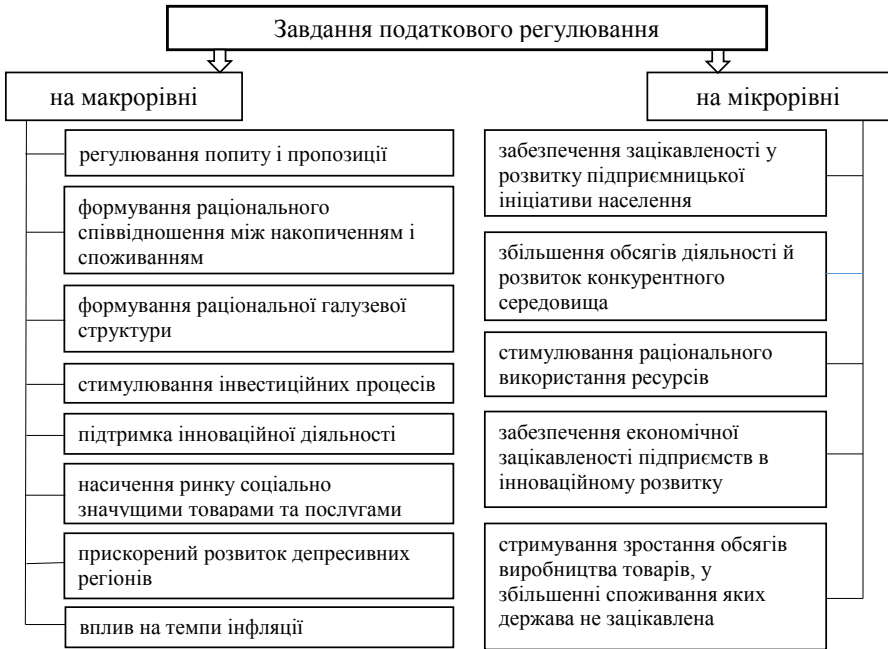 Завдання податкового регулювання
на макрорівні
регулювання попиту і пропозиції
формування раціонального
співвідношення між накопиченням і
споживанням
формування раціональної галузевої
структури
стимулювання інвестиційних процесів
підтримка інноваційної діяльності
насичення ринку соціально
значущими товарами та послугами
прискорений розвиток депресивних
регіонів
вплив на темпи інфляції
на мікрорівні
забезпечення зацікавленості у
розвитку підприємницької
ініціативи населення
збільшення обсягів діяльності й
розвиток конкурентного
середовища
стимулювання раціонального
використання ресурсів
забезпечення економічної
зацікавленості підприємств в
інноваційному розвитку
стримування зростання обсягів
виробництва товарів, у
збільшенні споживання яких
держава не зацікавлена